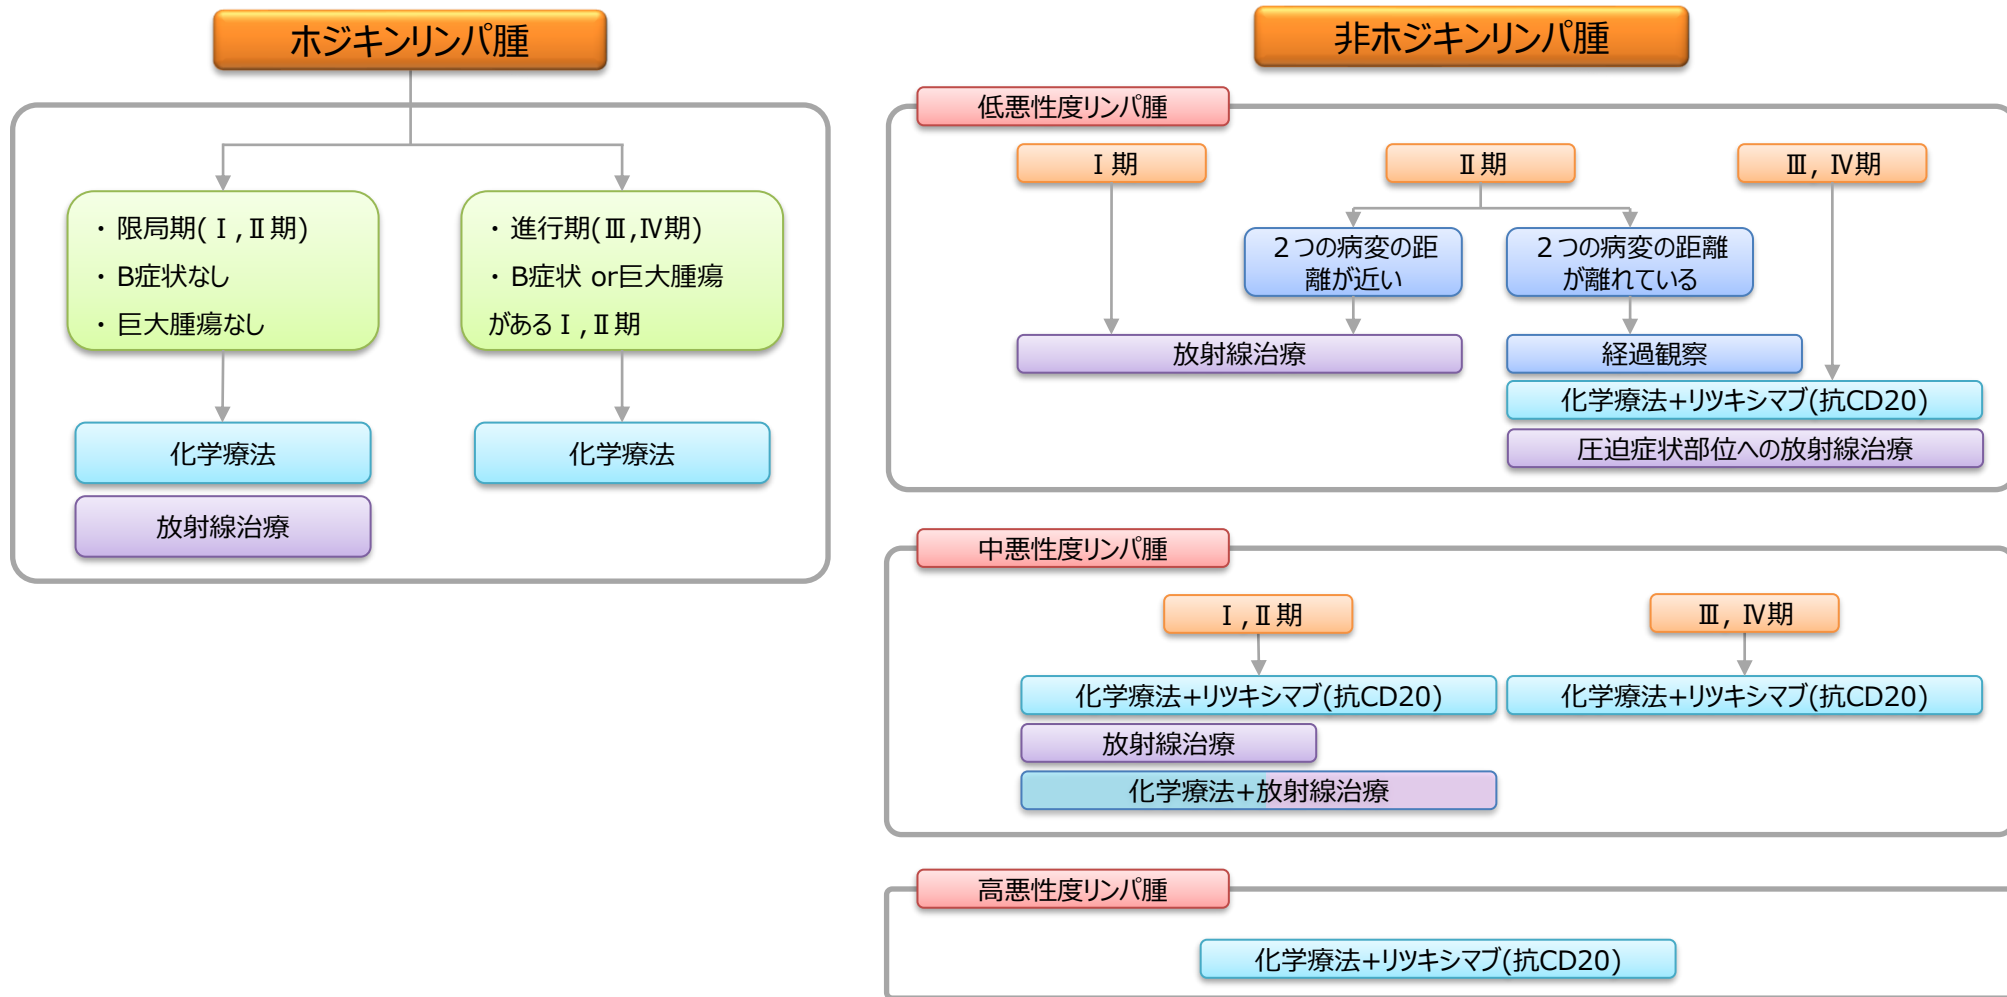 ホジキンリンパ腫
・ 限局期(Ⅰ,Ⅱ期)
・ B症状なし
・ 巨大腫瘍なし
・ 進行期(Ⅲ,Ⅳ期)
・ B症状 or巨大腫瘍
があるⅠ,Ⅱ期
化学療法
放射線治療
化学療法
非ホジキンリンパ腫
低悪性度リンパ腫
Ⅰ期
Ⅱ期
Ⅲ, Ⅳ期
２つの病変の距
離が近い
２つの病変の距離
が離れている
放射線治療
経過観察
化学療法+リツキシマブ(抗CD20)
圧迫症状部位への放射線治療
中悪性度リンパ腫
Ⅰ,Ⅱ期
Ⅲ, Ⅳ期
化学療法+リツキシマブ(抗CD20)
化学療法+リツキシマブ(抗CD20)
放射線治療
化学療法+放射線治療
高悪性度リンパ腫
化学療法+リツキシマブ(抗CD20)